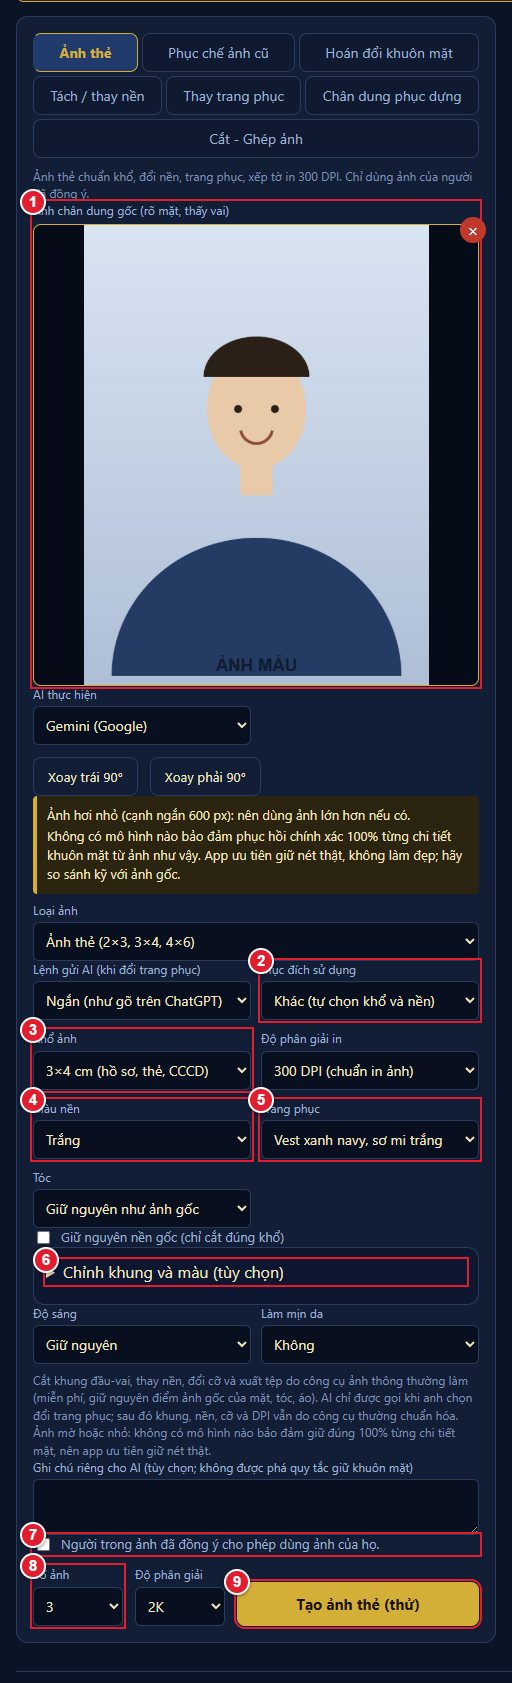 Ảnh thẻ
Phục chế ảnh cũ
Hoán đổi khuôn mặt
Tách / thay nền
Thay trang phục
Chân dung phục dựng
Cắt - Ghép ảnh
Ảnh thẻ chuẩn khổ, đổi nền, trang phục, xếp tờ in 300 DPI. Chỉ dùng ảnh của người
đồng ý.
1
chân dung gốc (rõ mặt, thấy vai)
×
ẢNH MẪU
AI thực hiện
Gemini (Google)
Xoay trái 90°
Xoay phải 90°
Ảnh hơi nhỏ (cạnh ngắn 600 px): nên dùng ảnh lớn hơn nếu có.
Không có mô hình nào bảo đảm phục hồi chính xác 100% từng chi tiết
khuôn mặt từ ảnh như vậy. App ưu tiên giữ nét thật, không làm đẹp; hãy
so sánh kỹ với ảnh gốc.
Loại ảnh
Ảnh thẻ (2×3, 3×4, 4×6)
Lệnh gửi AI (khi đổi trang phục)
2
đích sử dụng
Ngắn (như gõ trên ChatGPT)
Khác (tự chọn khổ và nền)
3
ảnh
Độ phân giải in
3×4 cm (hồ sơ, thẻ, CCCD)
300 DPI (chuẩn in ảnh)
4
nền
5
phục
Trắng
Vest xanh navy, sơ mi trắng
Tóc
Giữ nguyên như ảnh gốc
Giữ nguyên nền gốc (chỉ cắt đúng khổ)
6
Chỉnh khung và màu (tùy chọn)
Độ sáng
Làm mịn da
Giữ nguyên
Không
Cắt khung đầu-vai, thay nền, đổi cỡ và xuất tệp do công cụ ảnh thông thường làm
(miễn phí, giữ nguyên điểm ảnh gốc của mặt, tóc, áo). AI chỉ được gọi khi anh chọn
đổi trang phục; sau đó khung, nền, cỡ và DPI vẫn do công cụ thường chuẩn hóa.
Ảnh mờ hoặc nhỏ: không có mô hình nào bảo đảm giữ đúng 100% từng chi tiết
mặt, nên app ưu tiên giữ nét thật.
Ghi chú riêng cho AI (tùy chọn; không được phá quy tắc giữ khuôn mặt)
7
Người trong ảnh đã đồng ý cho phép dùng ảnh của họ.
8
ảnh
Độ phân giải
9
3
2K
Tạo ảnh thẻ (thử)